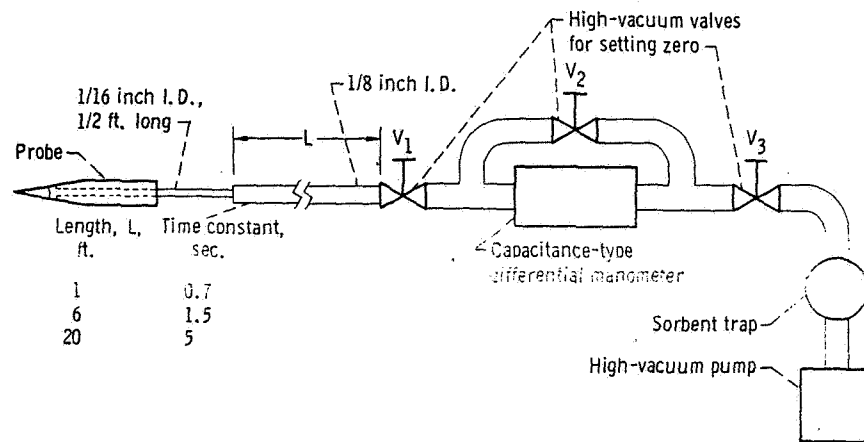 High-vacuum valves
for setting zero
V2
1/8 inch I.D.
1/16 inch I.D.,
1/2 ft. long
L
V1
V3
Probe
Length, L,
ft.
Time constant,
sec.
1 0.7
6 1.5
20 5
Capacitance-type
differential manometer
Sorbent trap
High-vacuum pump